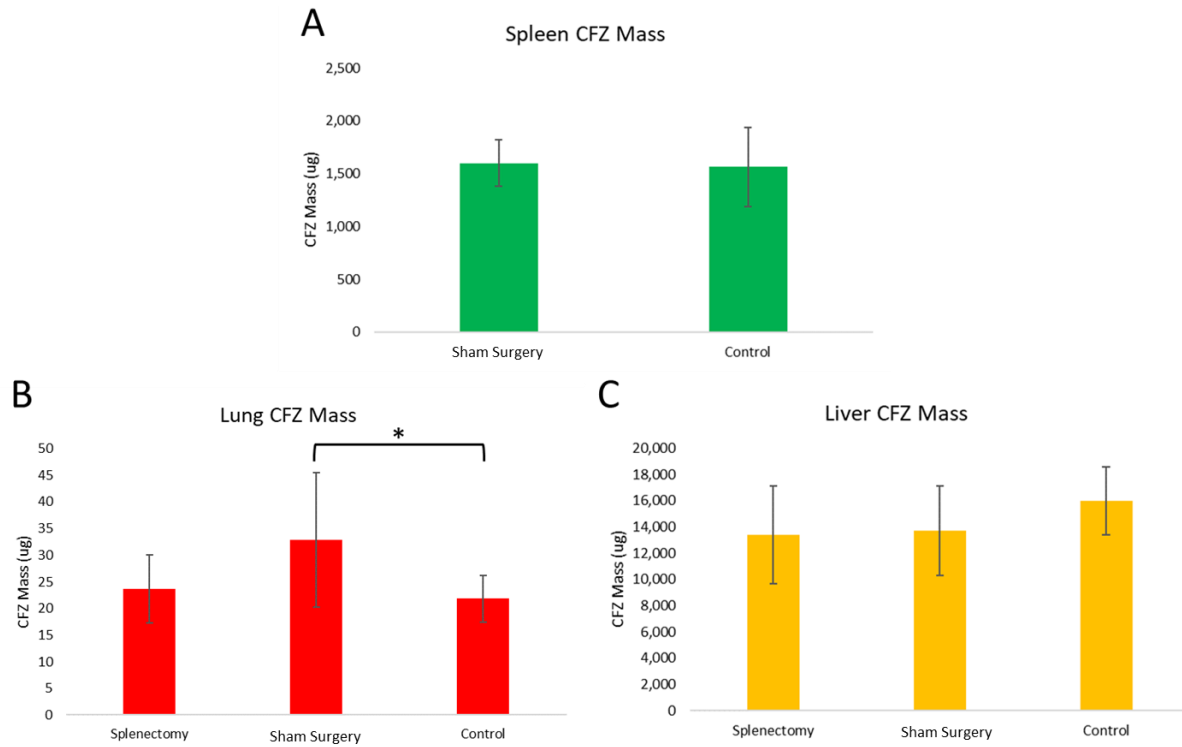 A
Spleen CFZ Mass
CFZ Mass (ug)
2,500
2,000
1,500
1,000
500
0
Sham Surgery
Control
B
Lung CFZ Mass
*
CFZ Mass (ug)
50
45
40
35
30
25
20
15
10
5
0
Splenectomy
Sham Surgery
Control
C
Liver CFZ Mass
CFZ Mass (ug)
20,000
18,000
16,000
14,000
12,000
10,000
8,000
6,000
4,000
2,000
0
Splenectomy
Sham Surgery
Control